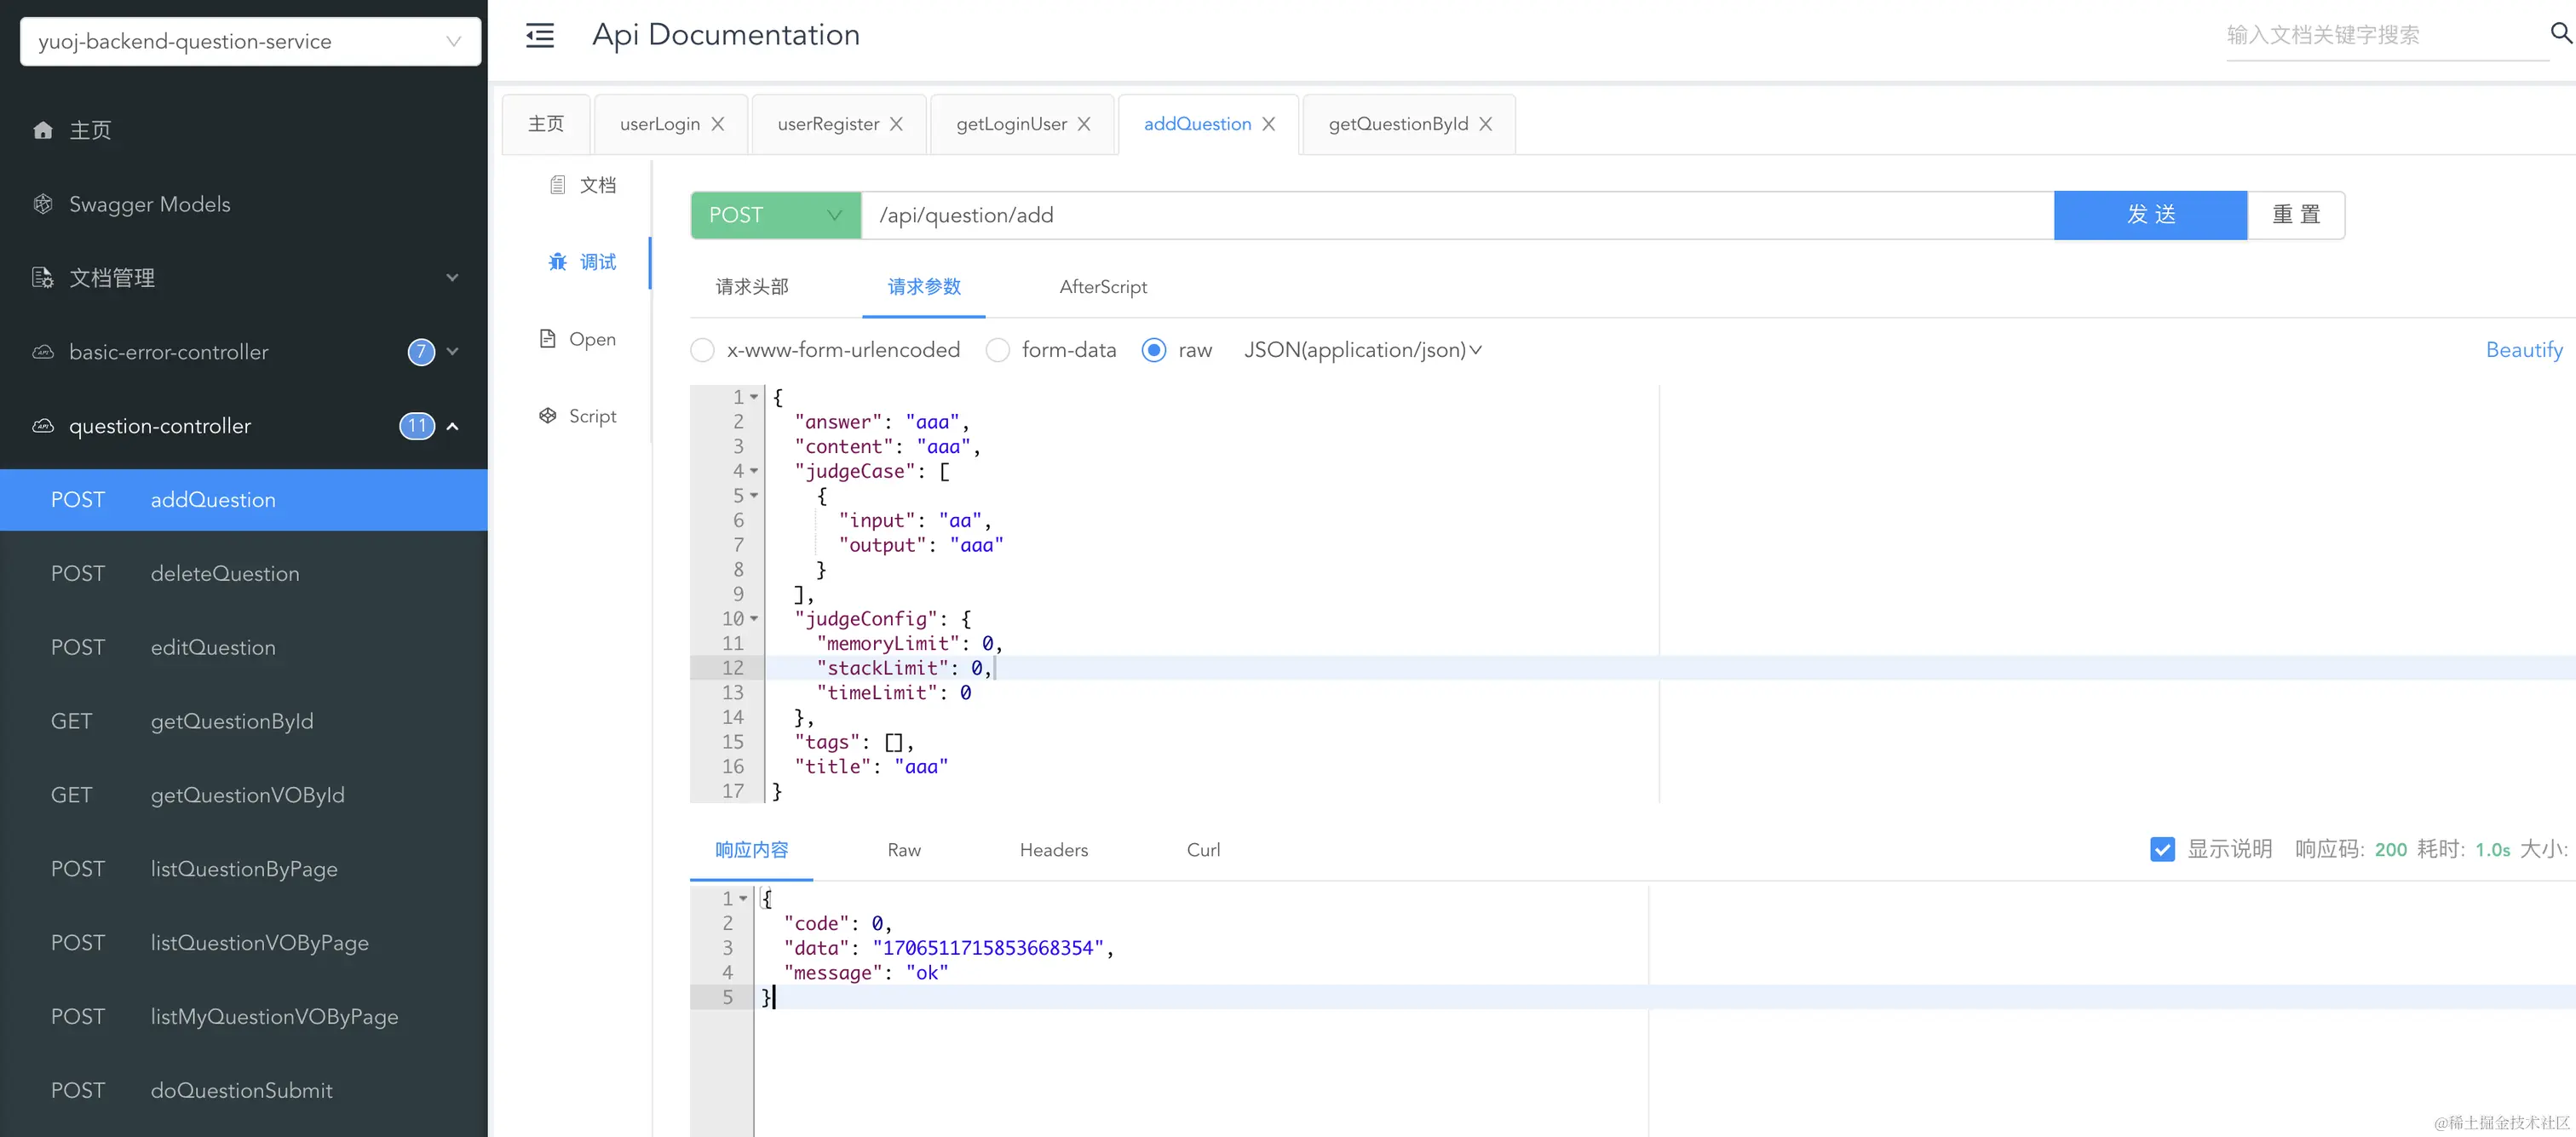 yuoj-backend-question-service
主页
Swagger Models
文档管理
basic-error-controller 7
question-controller 11
POST addQuestion
POST deleteQuestion
POST editQuestion
GET getQuestionById
GET getQuestionVOById
POST listQuestionByPage
POST listQuestionVOByPage
POST listMyQuestionVOByPage
POST doQuestionSubmit
Api Documentation
输入文档关键字搜索
主页 userLogin userRegister getLoginUser addQuestion getQuestionById
文档
调试
Open
Script
POST /api/question/add 发 送 重 置
请求头部 请求参数 AfterScript
x-www-form-urlencoded form-data raw JSON(application/json) Beautify
1 {
2 "answer": "aaa",
3 "content": "aaa",
4 "judgeCase": [
5 {
6 "input": "aa",
7 "output": "aaa"
8 }
9 ],
10 "judgeConfig": {
11 "memoryLimit": 0,
12 "stackLimit": 0,
13 "timeLimit": 0
14 },
15 "tags": [],
16 "title": "aaa"
17 }
响应内容 Raw Headers Curl 显示说明 响应码: 200 耗时: 1.0s 大小:
1 {
2 "code": 0,
3 "data": "1706511715853668354",
4 "message": "ok"
5 }
@稀土掘金技术社区